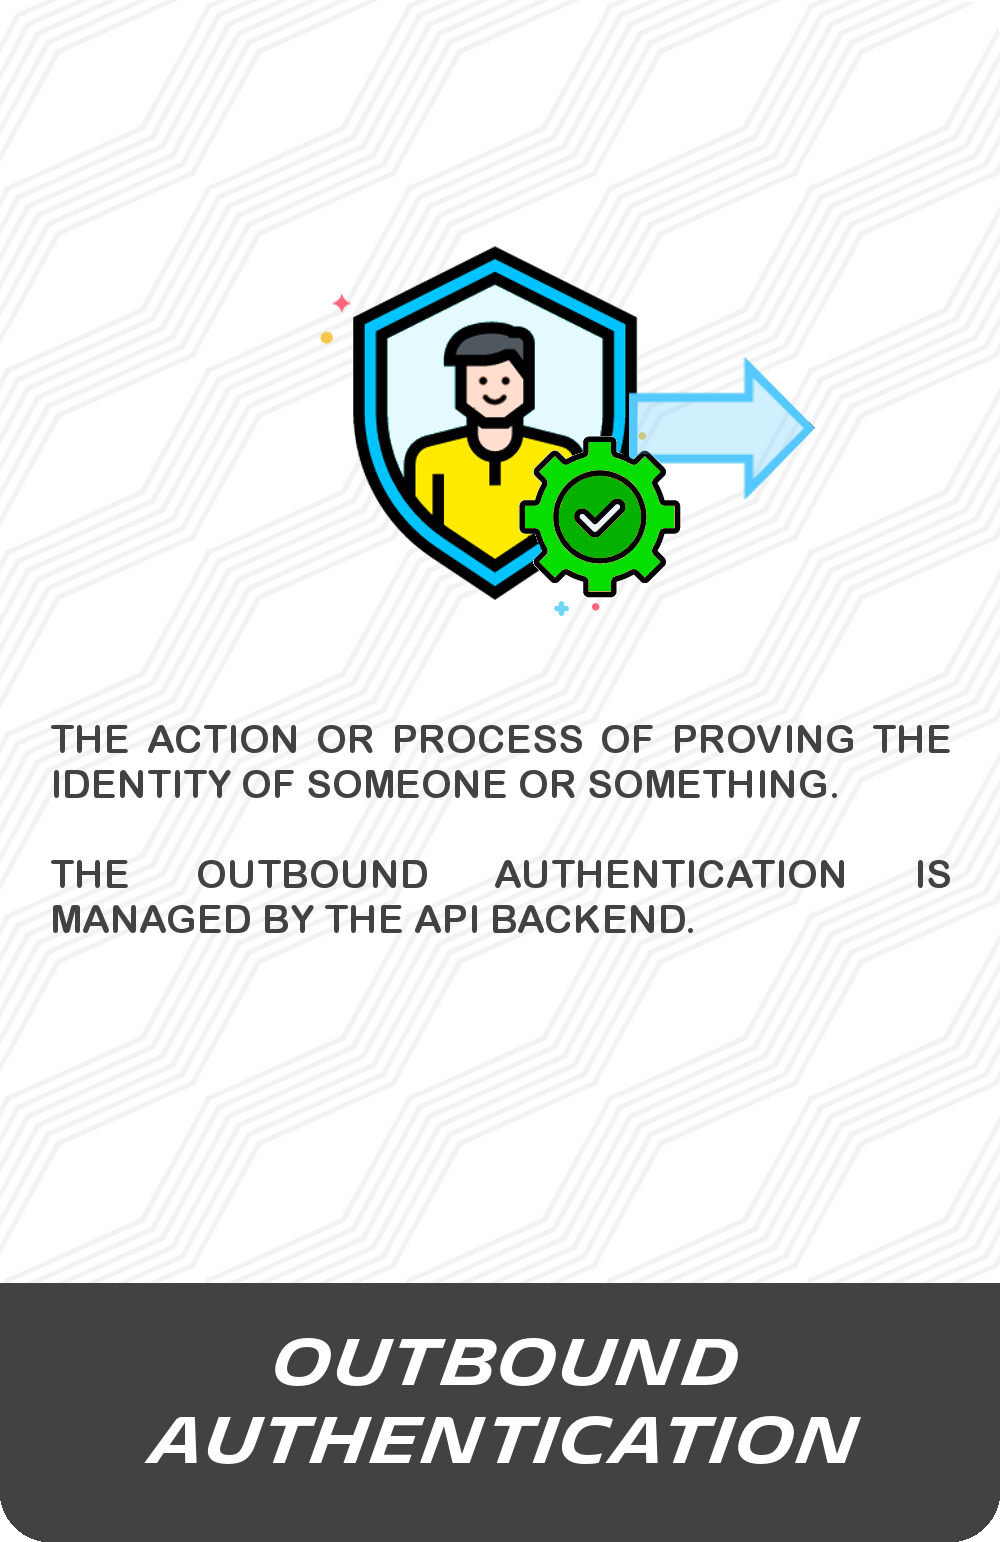 THE ACTION OR PROCESS OF PROVING THE
IDENTITY OF SOMEONE OR SOMETHING.
THE OUTBOUND AUTHENTICATION IS
MANAGED BY THE API BACKEND.
OUTBOUND
AUTHENTICATION